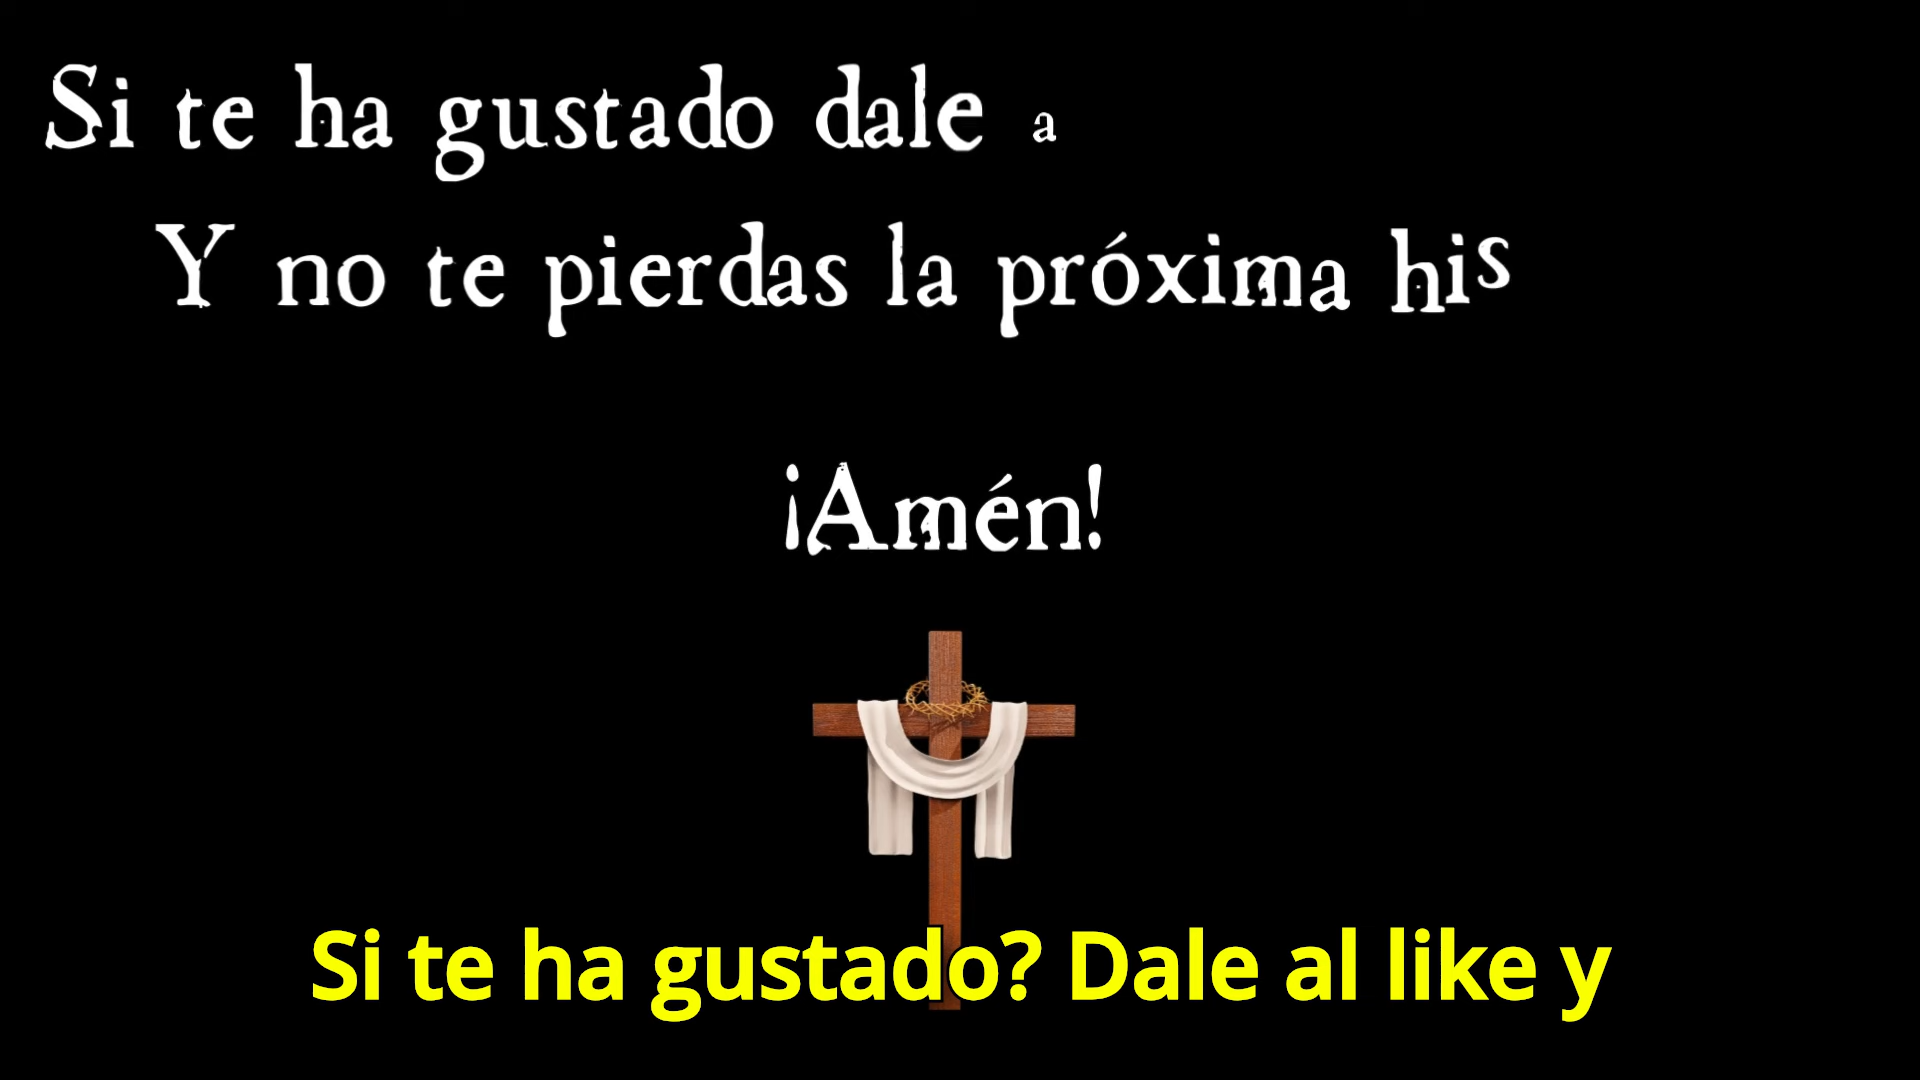 Si te ha gustado dale a
Y no te pierdas la próxima his
¡Amén!
Si te ha gustado? Dale al like y